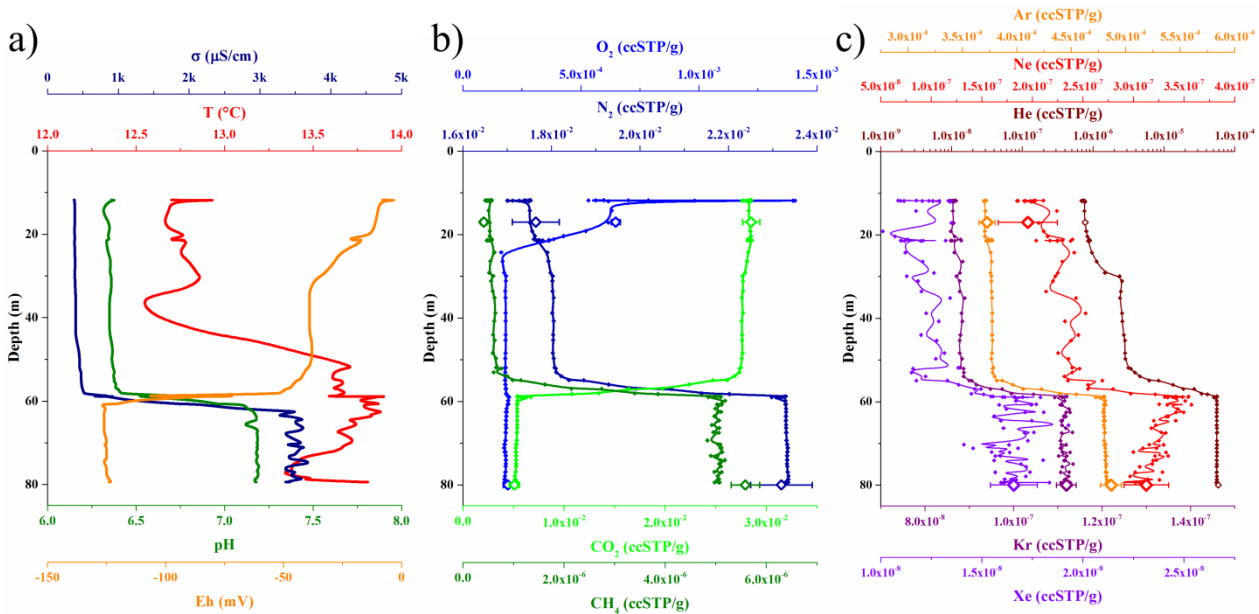 a)
σ (µS/cm)
0 1k 2k 3k 4k 5k
T (°C)
12.0 12.5 13.0 13.5 14.0
0
20
40
60
80
Depth (m)
6.0 6.5 7.0 7.5 8.0
pH
-150 -100 -50 0
Eh (mV)
b)
O₂ (ccSTP/g)
0.0 5.0x10⁻⁴ 1.0x10⁻³ 1.5x10⁻³
N₂ (ccSTP/g)
1.6x10⁻² 1.8x10⁻² 2.0x10⁻² 2.2x10⁻² 2.4x10⁻²
0
20
40
60
80
Depth (m)
0.0 1.0x10⁻² 2.0x10⁻² 3.0x10⁻²
CO₂ (ccSTP/g)
0.0 2.0x10⁻⁶ 4.0x10⁻⁶ 6.0x10⁻⁶
CH₄ (ccSTP/g)
c)
Ar (ccSTP/g)
3.0x10⁻⁴ 3.5x10⁻⁴ 4.0x10⁻⁴ 4.5x10⁻⁴ 5.0x10⁻⁴ 5.5x10⁻⁴ 6.0x10⁻⁴
Ne (ccSTP/g)
5.0x10⁻⁸ 1.0x10⁻⁷ 1.5x10⁻⁷ 2.0x10⁻⁷ 2.5x10⁻⁷ 3.0x10⁻⁷ 3.5x10⁻⁷ 4.0x10⁻⁷
He (ccSTP/g)
1.0x10⁻⁹ 1.0x10⁻⁸ 1.0x10⁻⁷ 1.0x10⁻⁶ 1.0x10⁻⁵ 1.0x10⁻⁴
0
20
40
60
80
Depth (m)
8.0x10⁻⁸ 1.0x10⁻⁷ 1.2x10⁻⁷ 1.4x10⁻⁷
Kr (ccSTP/g)
1.0x10⁻⁸ 1.5x10⁻⁸ 2.0x10⁻⁸ 2.5x10⁻⁸
Xe (ccSTP/g)